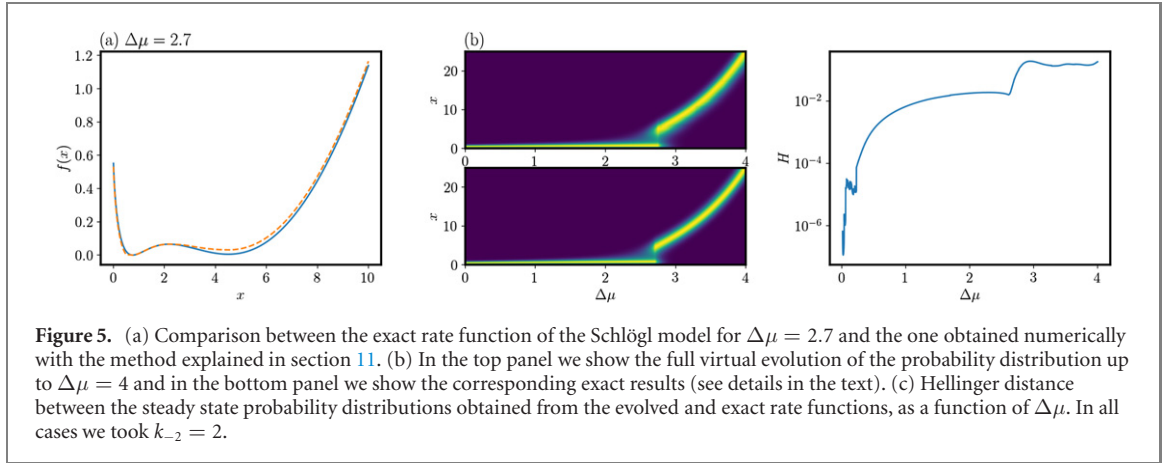 (a) Δμ = 2.7
1.2
1.0
0.8
0.6
0.4
0.2
0.0
f(x)
0 2 4 6 8 10
x
(b)
20
10
0
x
0 1 2 3 4
20
10
0
x
0 1 2 3 4
Δμ
10⁻²
10⁻⁴
10⁻⁶
H
0 1 2 3 4
Δμ
Figure 5. (a) Comparison between the exact rate function of the Schlögl model for Δμ = 2.7 and the one obtained numerically
with the method explained in section 11. (b) In the top panel we show the full virtual evolution of the probability distribution up
to Δμ = 4 and in the bottom panel we show the corresponding exact results (see details in the text). (c) Hellinger distance
between the steady state probability distributions obtained from the evolved and exact rate functions, as a function of Δμ. In all
cases we took k₋₂ = 2.